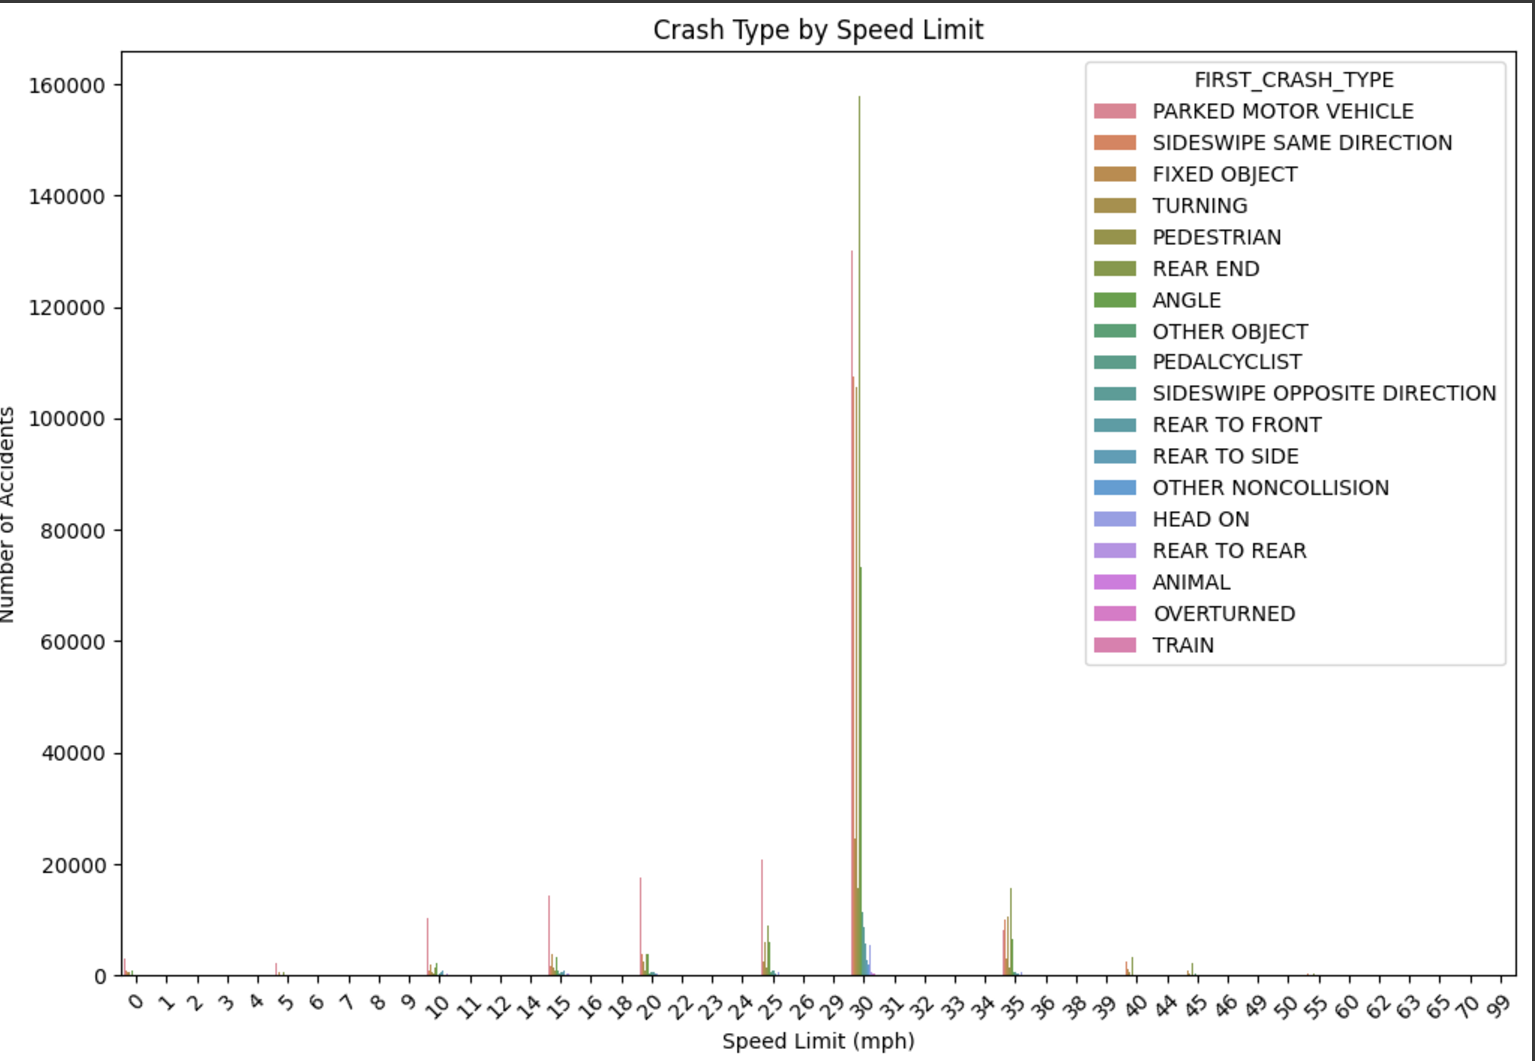 Crash Type by Speed Limit
160000
140000
120000
100000
80000
60000
40000
20000
0
Number of Accidents
FIRST_CRASH_TYPE
PARKED MOTOR VEHICLE
SIDESWIPE SAME DIRECTION
FIXED OBJECT
TURNING
PEDESTRIAN
REAR END
ANGLE
OTHER OBJECT
PEDALCYCLIST
SIDESWIPE OPPOSITE DIRECTION
REAR TO FRONT
REAR TO SIDE
OTHER NONCOLLISION
HEAD ON
REAR TO REAR
ANIMAL
OVERTURNED
TRAIN
0 1 2 3 4 5 6 7 8 9 10 11 12 14 15 16 18 20 22 23 24 25 26 29 30 31 32 33 34 35 36 38 39 40 44 45 46 49 50 55 60 62 63 65 70 99
Speed Limit (mph)